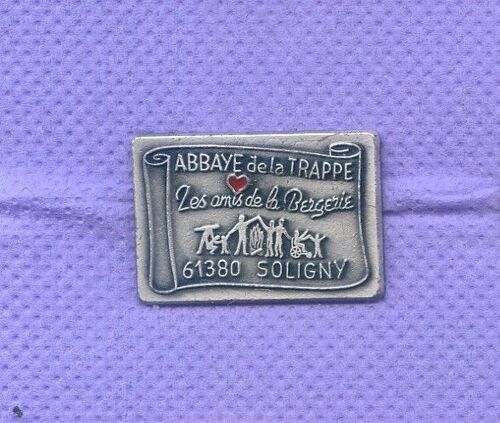 ABBAYE de la TRAPPE
Les amis de la Bergerie
61380 SOLIGNY